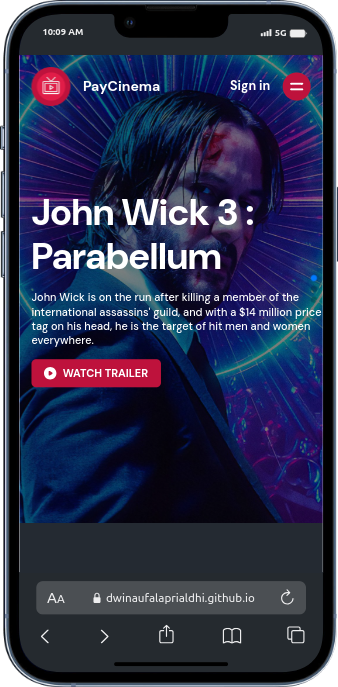 10:09 AM
5G
PayCinema
Sign in
John Wick 3 :
Parabellum
John Wick is on the run after killing a member of the
international assassins' guild, and with a $14 million price
tag on his head, he is the target of hit men and women
everywhere.
WATCH TRAILER
AA
dwinaufalaprialdhi.github.io